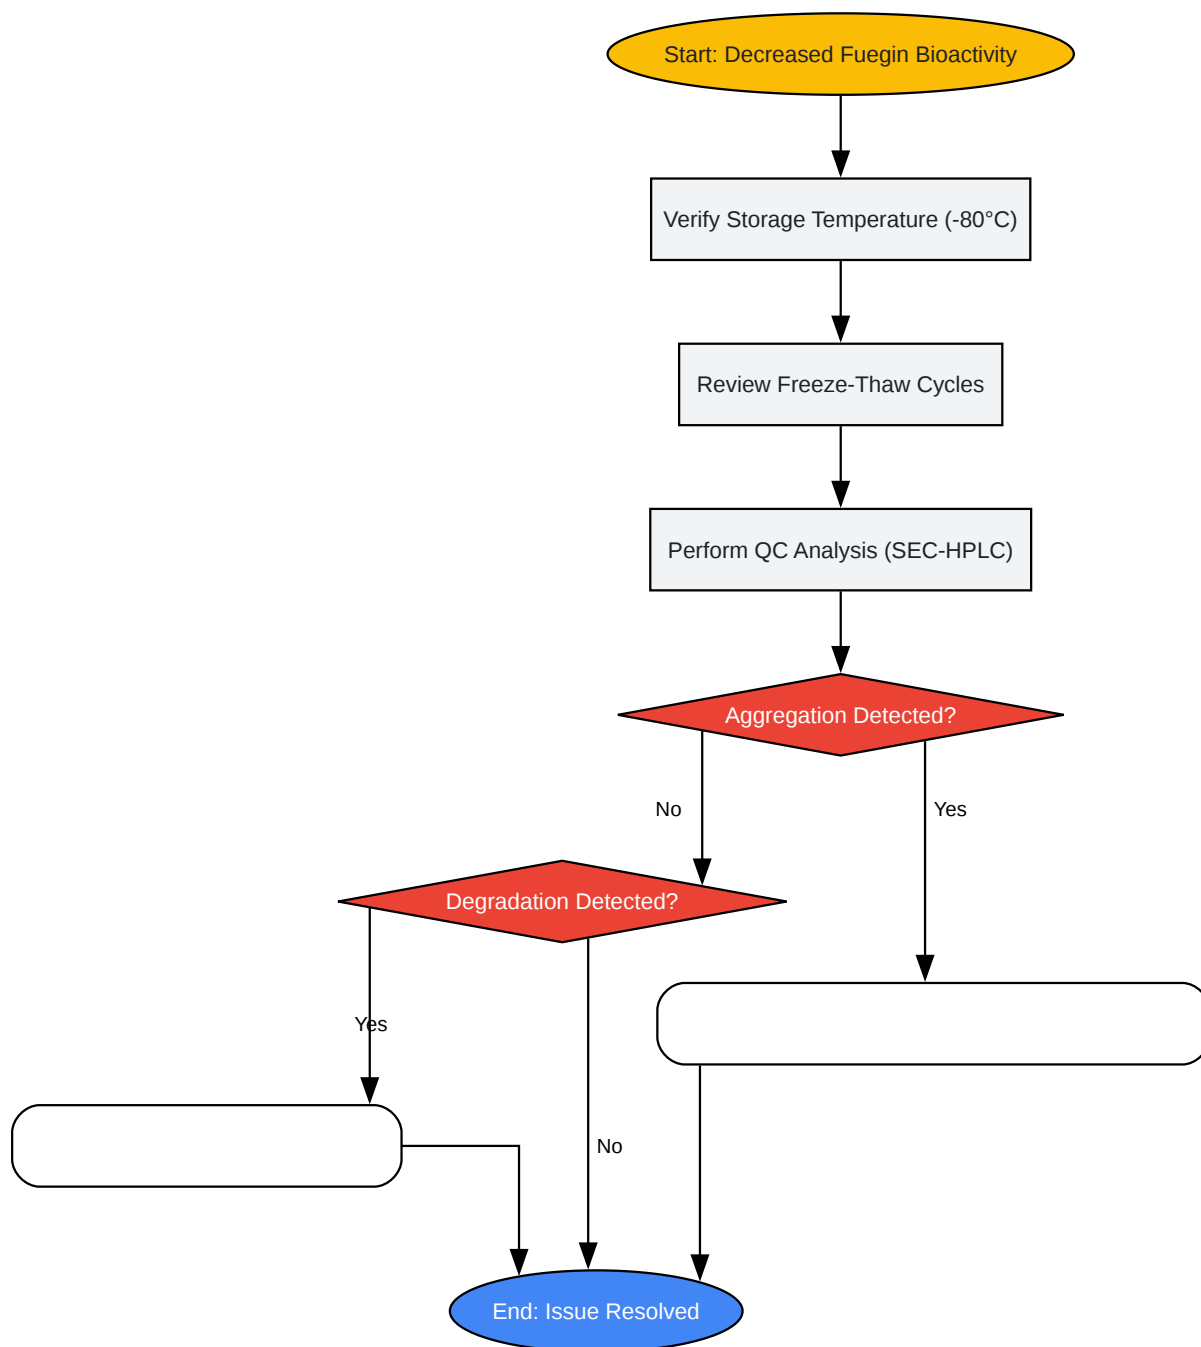 Start: Decreased Fuegin Bioactivity
Verify Storage Temperature (-80°C)
Review Freeze-Thaw Cycles
Perform QC Analysis (SEC-HPLC)
Aggregation Detected?
No
Yes
Degradation Detected?
Yes
No
End: Issue Resolved